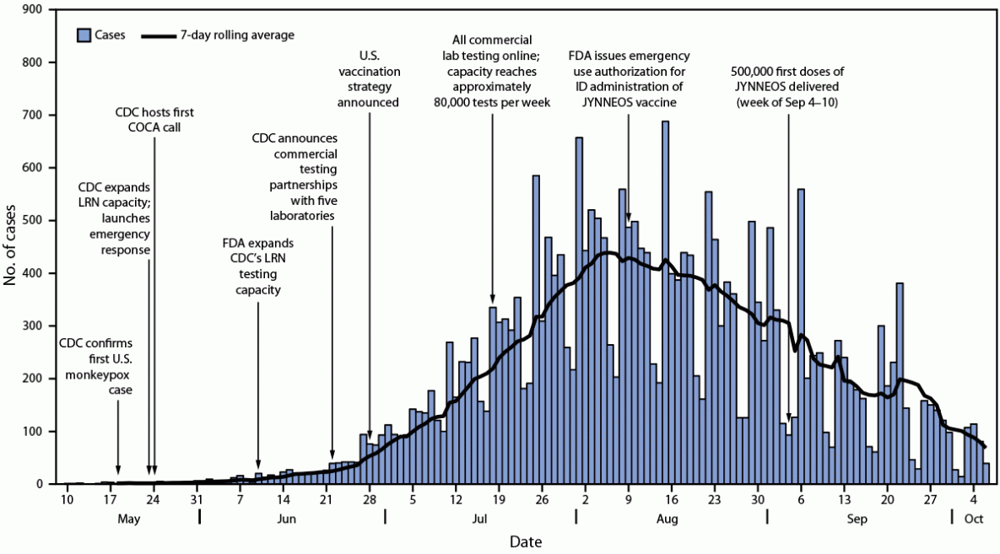 900
800
700
600
500
400
300
200
100
0
No. of cases
Cases
7-day rolling average
CDC confirms
first U.S.
monkeypox
case
CDC expands
LRN capacity;
launches
emergency
response
CDC hosts first
COCA call
FDA expands
CDC’s LRN
testing
capacity
CDC announces
commercial
testing
partnerships
with five
laboratories
U.S.
vaccination
strategy
announced
All commercial
lab testing online;
capacity reaches
approximately
80,000 tests per week
FDA issues emergency
use authorization for
ID administration of
JYNNEOS vaccine
500,000 first doses of
JYNNEOS delivered
(week of Sep 4–10)
10 17 24 31 7 14 21 28 5 12 19 26 2 9 16 23 30 6 13 20 27 4
May Jun Jul Aug Sep Oct
Date